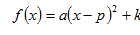 f(x) = a(x − p)² + k